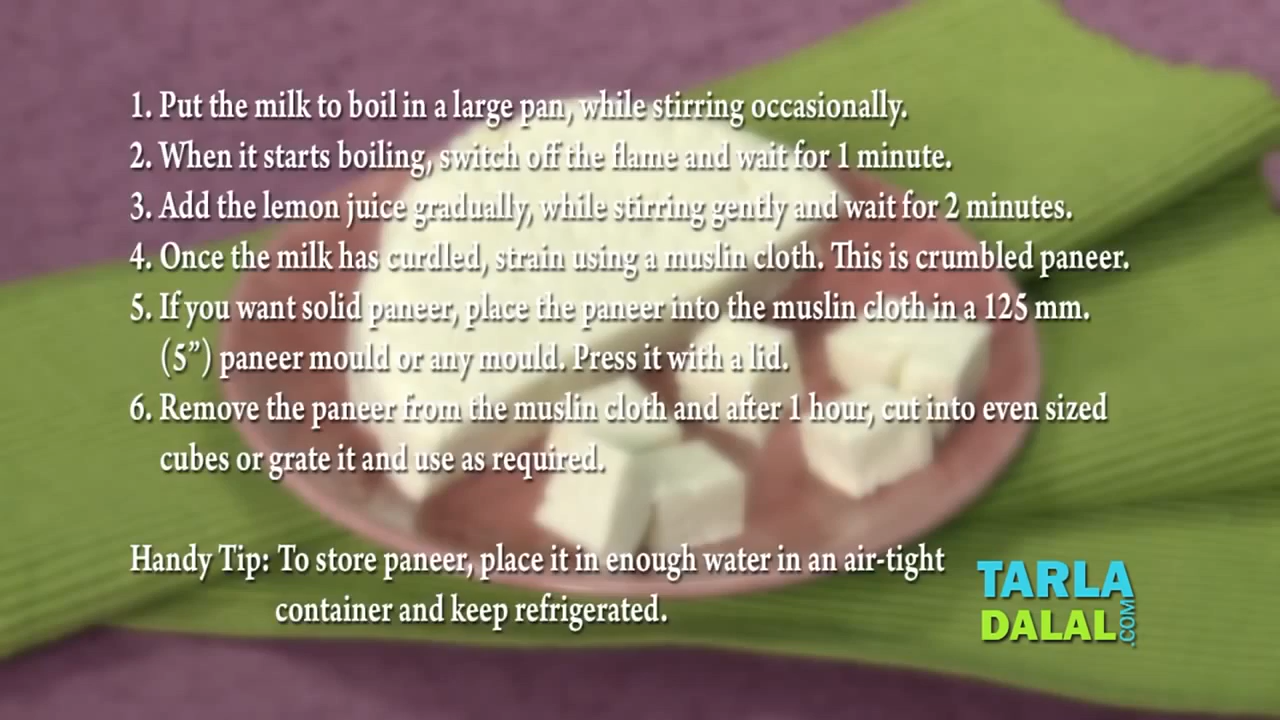 1. Put the milk to boil in a large pan, while stirring occasionally.
2. When it starts boiling, switch off the flame and wait for 1 minute.
3. Add the lemon juice gradually, while stirring gently and wait for 2 minutes.
4. Once the milk has curdled, strain using a muslin cloth. This is crumbled paneer.
5. If you want solid paneer, place the paneer into the muslin cloth in a 125 mm.
(5”) paneer mould or any mould. Press it with a lid.
6. Remove the paneer from the muslin cloth and after 1 hour, cut into even sized
cubes or grate it and use as required.
Handy Tip: To store paneer, place it in enough water in an air-tight
container and keep refrigerated.
TARLA
DALAL.COM